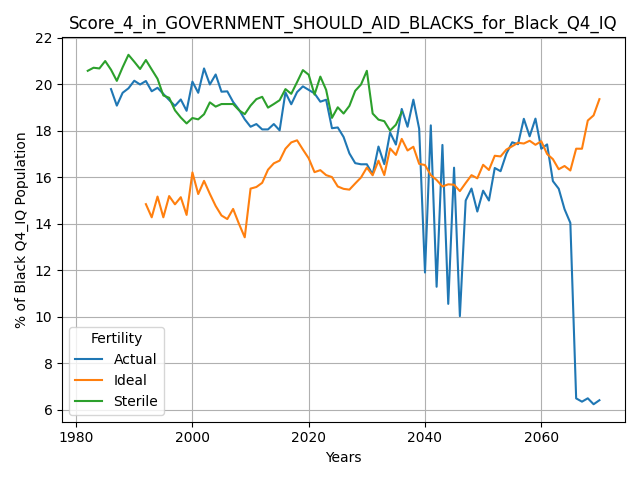 Score_4_in_GOVERNMENT_SHOULD_AID_BLACKS_for_Black_Q4_IQ
% of Black Q4_IQ Population
22
20
18
16
14
12
10
8
6
Fertility
Actual
Ideal
Sterile
1980
2000
2020
2040
2060
Years